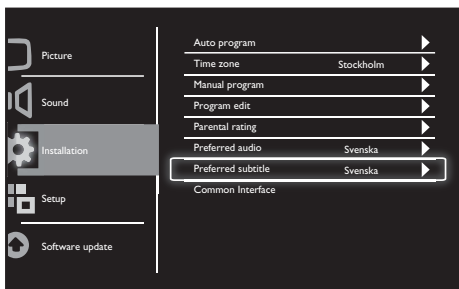 Picture
Sound
Installation
Setup
Software update
Auto program
Time zone Stockholm
Manual program
Program edit
Parental rating
Preferred audio Svenska
Preferred subtitle Svenska
Common Interface